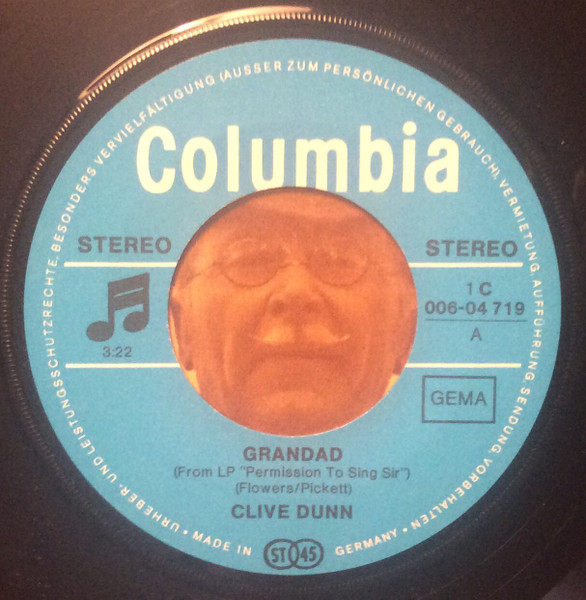 URHEBER- UND LEISTUNGSSCHUTZRECHTE, BESONDERS VERVIELFÄLTIGUNG (AUSSER ZUM PERSÖNLICHEN GEBRAUCH), VERMIETUNG, AUFFÜHRUNG, SENDUNG, VORBEHALTEN •
Columbia
STEREO
STEREO
3:22
1 C
006-04 719
A
GEMA
GRANDAD
(From LP "Permission To Sing Sir")
(Flowers/Pickett)
CLIVE DUNN
• MADE IN ST 45 GERMANY •